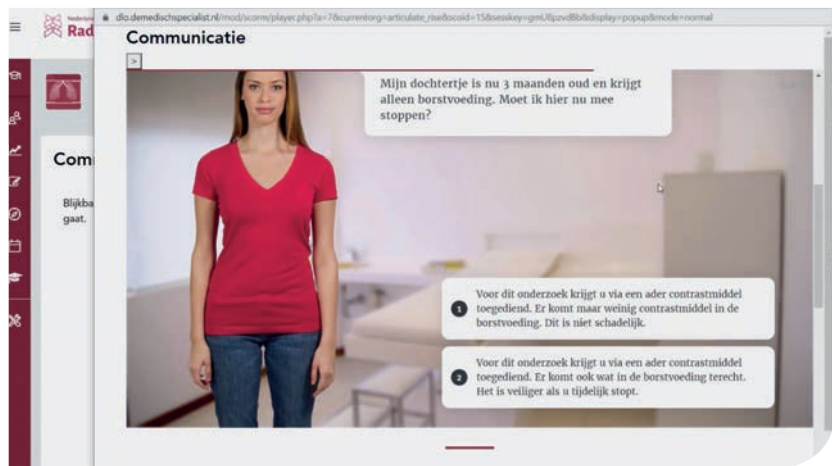 dlo.demedischspecialist.nl/mod/scorm/player.php?a=7&currentorg=articulate_rise&scoid=15&sesskey=gmU8pzvdBb&display=popup&mode=normal
Nederlan
Rad
Communicatie
>
Mijn dochtertje is nu 3 maanden oud en krijgt
alleen borstvoeding. Moet ik hier nu mee
stoppen?
Com
Blijkba
gaat.
1
Voor dit onderzoek krijgt u via een ader contrastmiddel
toegediend. Er komt maar weinig contrastmiddel in de
borstvoeding. Dit is niet schadelijk.
2
Voor dit onderzoek krijgt u via een ader contrastmiddel
toegediend. Er komt ook wat in de borstvoeding terecht.
Het is veiliger als u tijdelijk stopt.